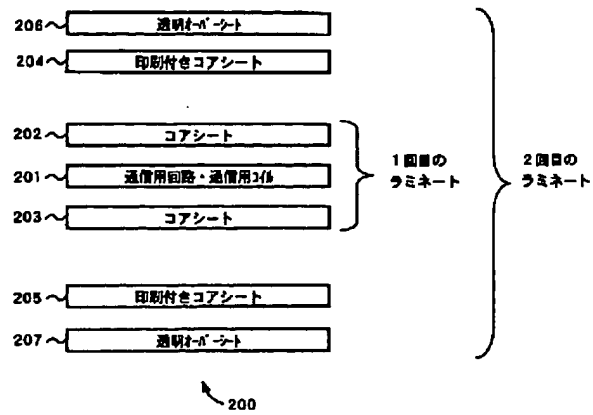 206 透明オーバーシート
204 印刷付きコアシート
202 コアシート
201 通信用回路・通信用コイル
203 コアシート
1回目の
ラミネート
2回目の
ラミネート
205 印刷付きコアシート
207 透明オーバーシート
200